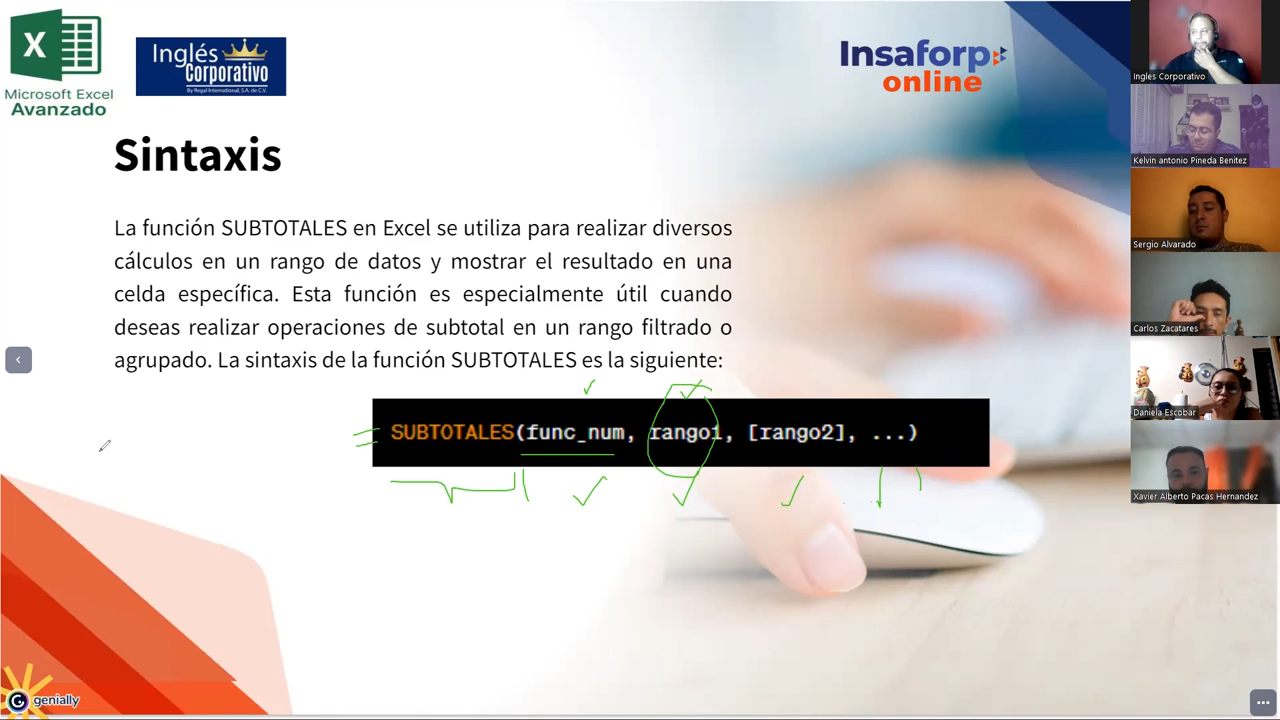 Microsoft Excel
Avanzado
Inglés
Corporativo
By Regal International, S.A. de C.V.
Insaforp
online
Sintaxis
La función SUBTOTALES en Excel se utiliza para realizar diversos
cálculos en un rango de datos y mostrar el resultado en una
celda específica. Esta función es especialmente útil cuando
deseas realizar operaciones de subtotal en un rango filtrado o
agrupado. La sintaxis de la función SUBTOTALES es la siguiente:
= SUBTOTALES(func_num, rango1, [rango2], ...)
genially
Ingles Corporativo
Kelvin antonio Pineda Benitez
Sergio Alvarado
Carlos Zacatares
Daniela Escobar
Xavier Alberto Pacas Hernandez